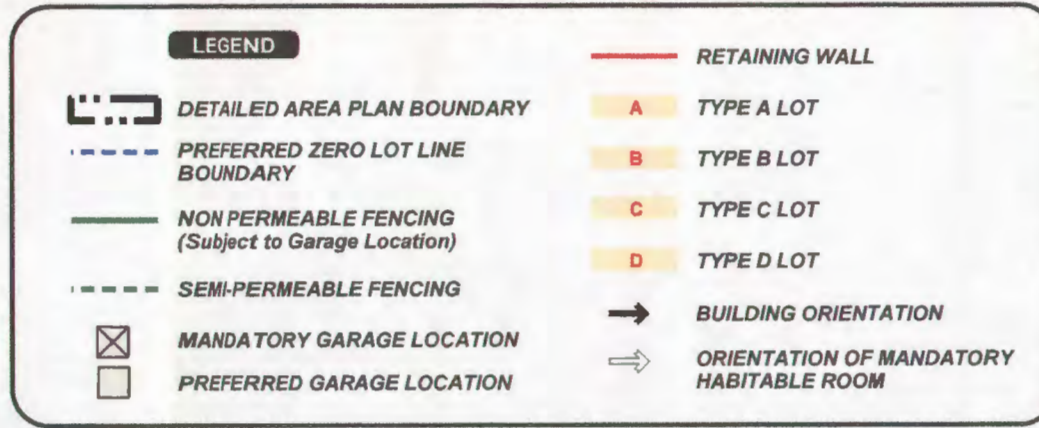 LEGEND
DETAILED AREA PLAN BOUNDARY
PREFERRED ZERO LOT LINE
BOUNDARY
NON PERMEABLE FENCING
(Subject to Garage Location)
SEMI-PERMEABLE FENCING
MANDATORY GARAGE LOCATION
PREFERRED GARAGE LOCATION
RETAINING WALL
A TYPE A LOT
B TYPE B LOT
C TYPE C LOT
D TYPE D LOT
BUILDING ORIENTATION
ORIENTATION OF MANDATORY
HABITABLE ROOM